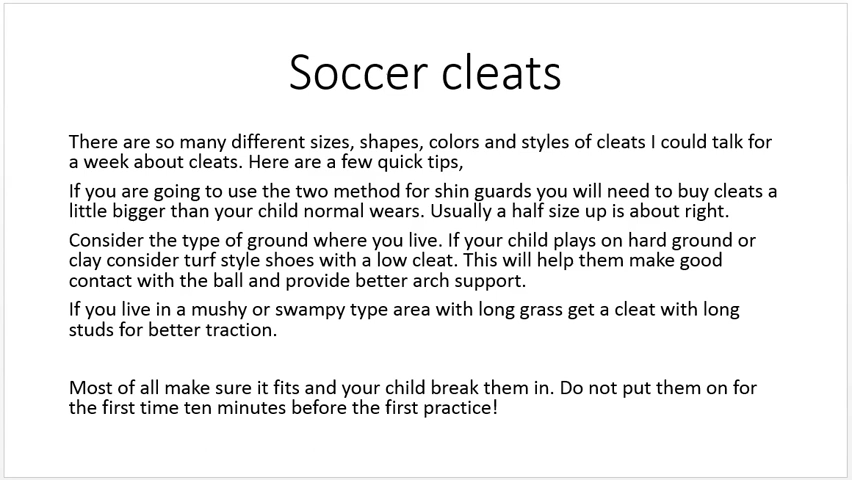 Soccer cleats
There are so many different sizes, shapes, colors and styles of cleats I could talk for
a week about cleats. Here are a few quick tips,
If you are going to use the two method for shin guards you will need to buy cleats a
little bigger than your child normal wears. Usually a half size up is about right.
Consider the type of ground where you live. If your child plays on hard ground or
clay consider turf style shoes with a low cleat. This will help them make good
contact with the ball and provide better arch support.
If you live in a mushy or swampy type area with long grass get a cleat with long
studs for better traction.
Most of all make sure it fits and your child break them in. Do not put them on for
the first time ten minutes before the first practice!